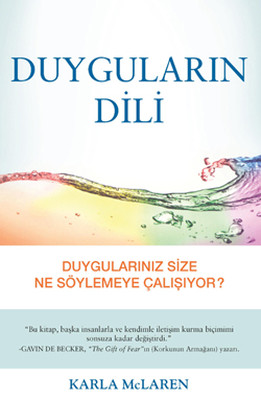 DUYGULARIN
DİLİ
DUYGULARINIZ SİZE
NE SÖYLEMEYE ÇALIŞIYOR?
"Bu kitap, başka insanlarla ve kendimle iletişim kurma biçimimi
sonsuza kadar değiştirdi."
-GAVIN DE BECKER, "The Gift of Fear"ın (Korkunun Armağanı) yazarı.
KARLA McLAREN